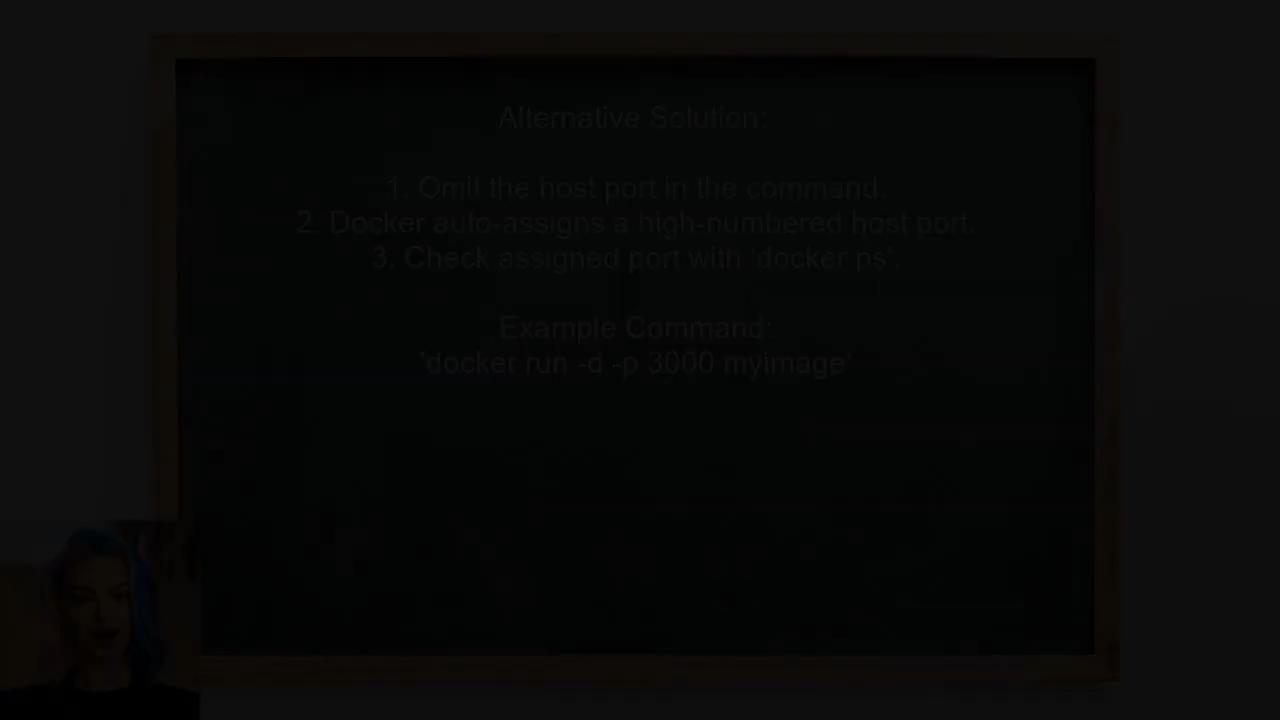 Alternative Solution:
1. Omit the host port in the command.
2. Docker auto-assigns a high-numbered host port.
3. Check assigned port with 'docker ps'.
Example Command:
'docker run -d -p 3000 myimage'